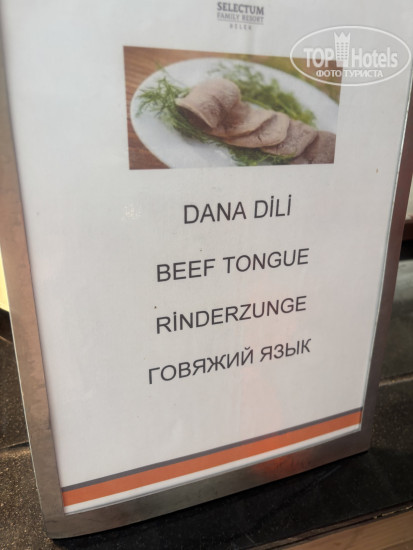 SELECTUM
FAMILY RESORT
BELEK
TOP Hotels
ФОТО ТУРИСТА
DANA DİLİ
BEEF TONGUE
RİNDERZUNGE
ГОВЯЖИЙ ЯЗЫК